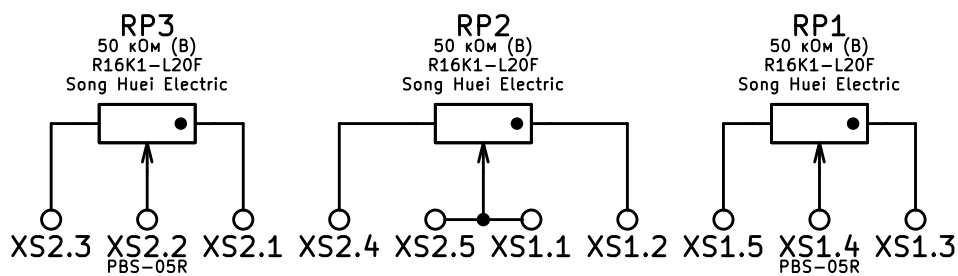 RP3
50 кОм (В)
R16K1-L20F
Song Huei Electric
RP2
50 кОм (В)
R16K1-L20F
Song Huei Electric
RP1
50 кОм (В)
R16K1-L20F
Song Huei Electric
XS2.3 XS2.2 XS2.1 XS2.4 XS2.5 XS1.1 XS1.2 XS1.5 XS1.4 XS1.3
PBS-05R
PBS-05R